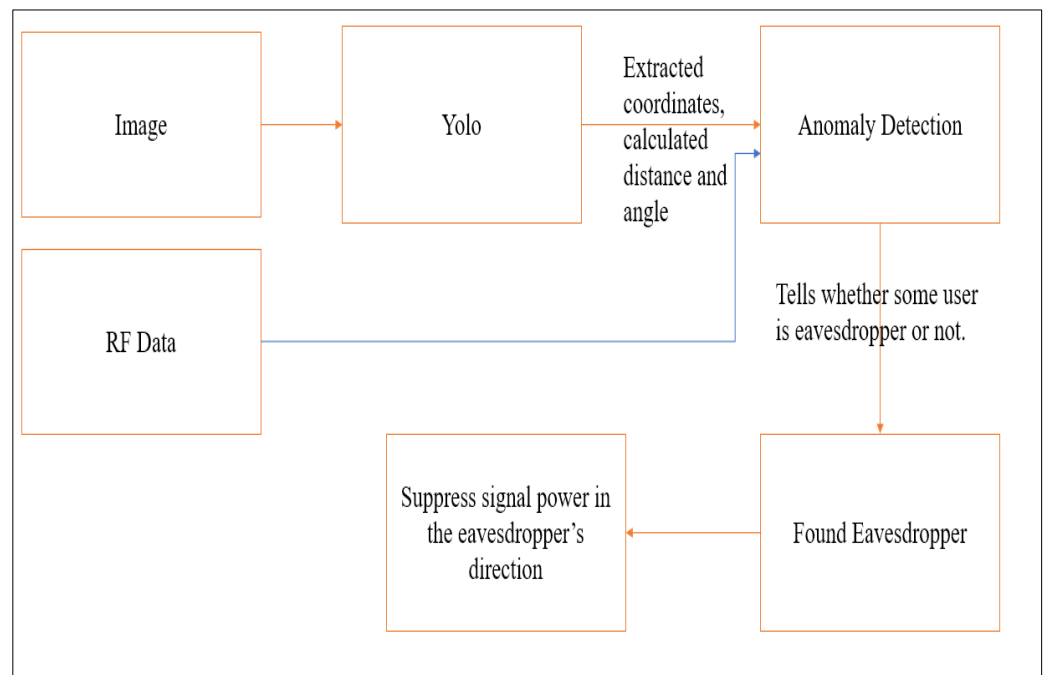 Image
Yolo
Extracted
coordinates,
calculated
distance and
angle
Anomaly Detection
RF Data
Tells whether some user
is eavesdropper or not.
Suppress signal power in
the eavesdropper’s
direction
Found Eavesdropper